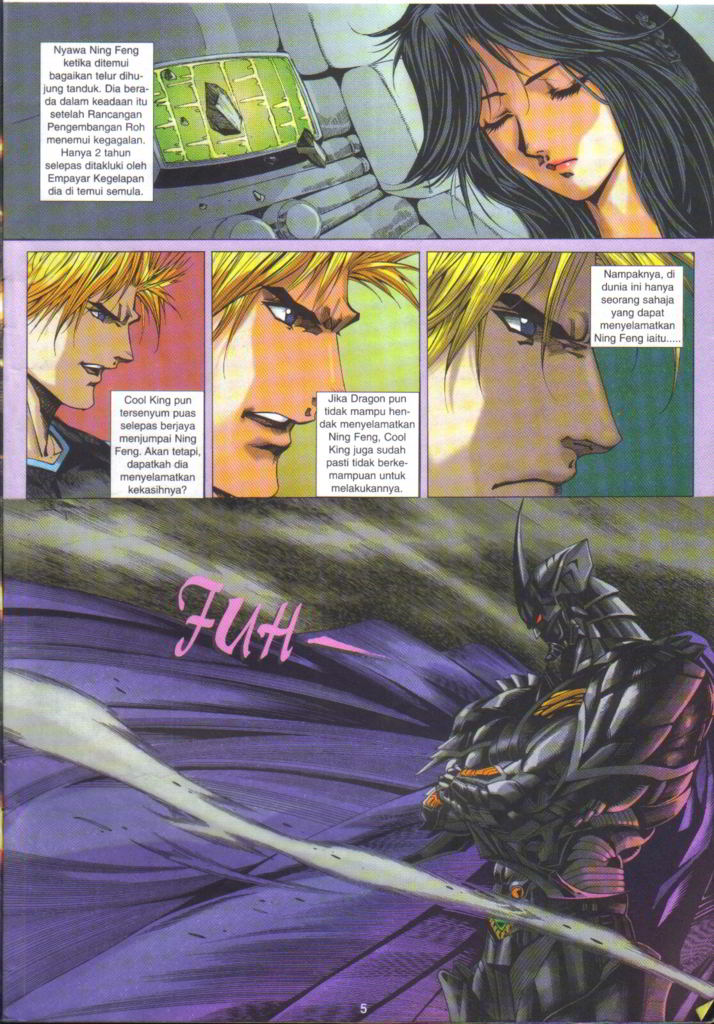 Nyawa Ning Feng
ketika ditemui
bagaikan telur dihu-
jung tanduk. Dia bera-
da dalam keadaan itu
setelah Rancangan
Pengembangan Roh
menemui kegagalan.
Hanya 2 tahun
selepas ditakluki oleh
Empayar Kegelapan
dia di temui semula.
Cool King pun
tersenyum puas
selepas berjaya
menjumpai Ning
Feng. Akan tetapi,
dapatkah dia
menyelamatkan
kekasihnya?
Jika Dragon pun
tidak mampu hen-
dak menyelamatkan
Ning Feng, Cool
King juga sudah
pasti tidak berke-
mampuan untuk
melakukannya.
Nampaknya, di
dunia ini hanya
seorang sahaja
yang dapat
menyelamatkan
Ning Feng iaitu.....
FUH
5